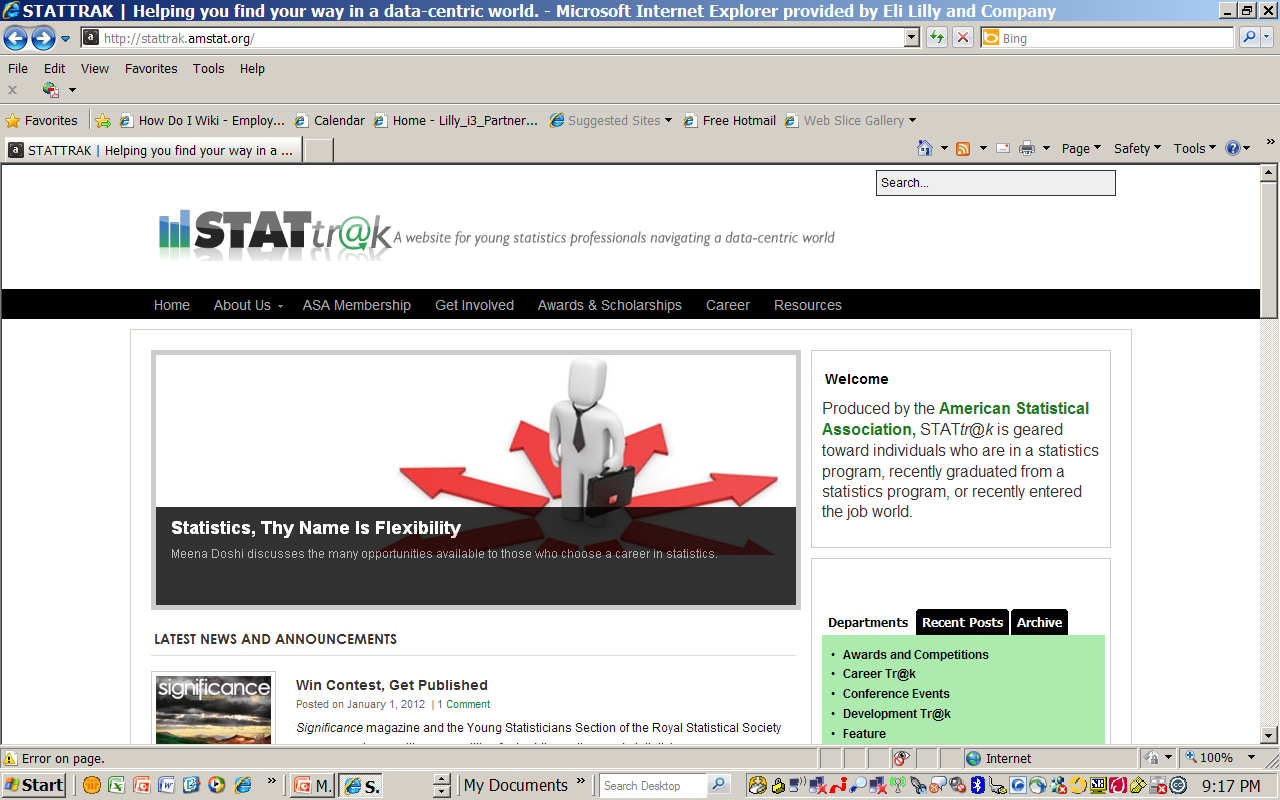 STATTRAK | Helping you find your way in a data-centric world. - Microsoft Internet Explorer provided by Eli Lilly and Company
http://stattrak.amstat.org/
Bing
File Edit View Favorites Tools Help
Favorites How Do I Wiki - Employ... Calendar Home - Lilly_i3_Partner... Suggested Sites Free Hotmail Web Slice Gallery
STATTRAK | Helping you find your way in a ... Page Safety Tools
Search...
STATtr@k A website for young statistics professionals navigating a data-centric world
Home About Us ASA Membership Get Involved Awards & Scholarships Career Resources
Statistics, Thy Name Is Flexibility
Meena Doshi discusses the many opportunities available to those who choose a career in statistics.
LATEST NEWS AND ANNOUNCEMENTS
significance
Win Contest, Get Published
Posted on January 1, 2012 | 1 Comment
Significance magazine and the Young Statisticians Section of the Royal Statistical Society
Welcome
Produced by the American Statistical
Association, STATtr@k is geared
toward individuals who are in a statistics
program, recently graduated from a
statistics program, or recently entered
the job world.
Departments Recent Posts Archive
• Awards and Competitions
• Career Tr@k
• Conference Events
• Development Tr@k
• Feature
Error on page. Internet 100%
Start M. S. My Documents Search Desktop 9:17 PM